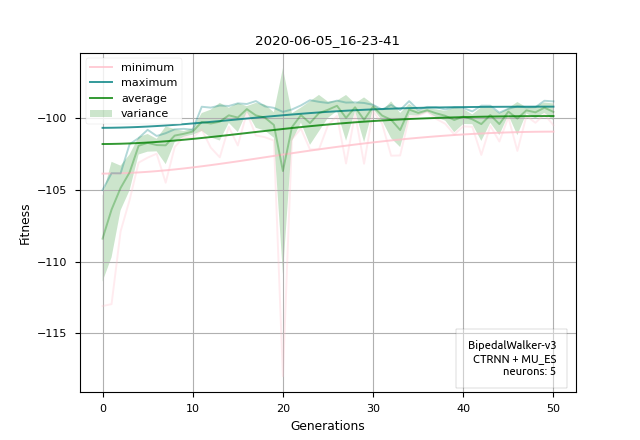 2020-06-05_16-23-41
minimum
maximum
average
variance
−100
−105
−110
−115
Fitness
BipedalWalker-v3
CTRNN + MU_ES
neurons: 5
0
10
20
30
40
50
Generations